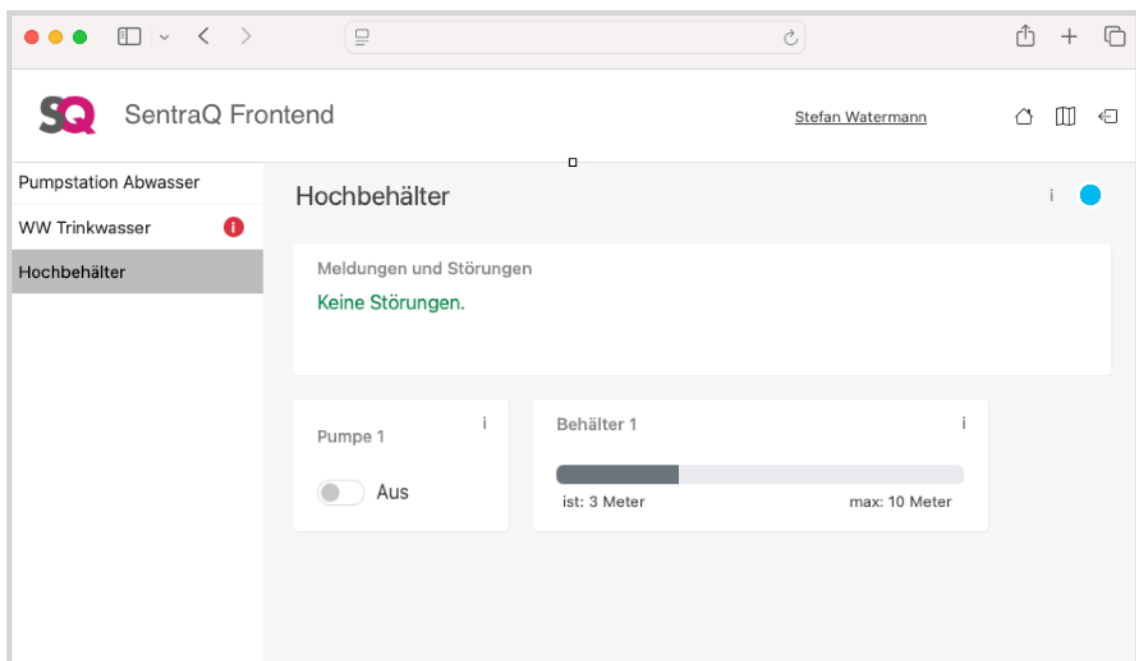 SQ SentraQ Frontend
Stefan Watermann
Pumpstation Abwasser
WW Trinkwasser
Hochbehälter
Hochbehälter
i
Meldungen und Störungen
Keine Störungen.
Pumpe 1
i
Aus
Behälter 1
i
ist: 3 Meter
max: 10 Meter